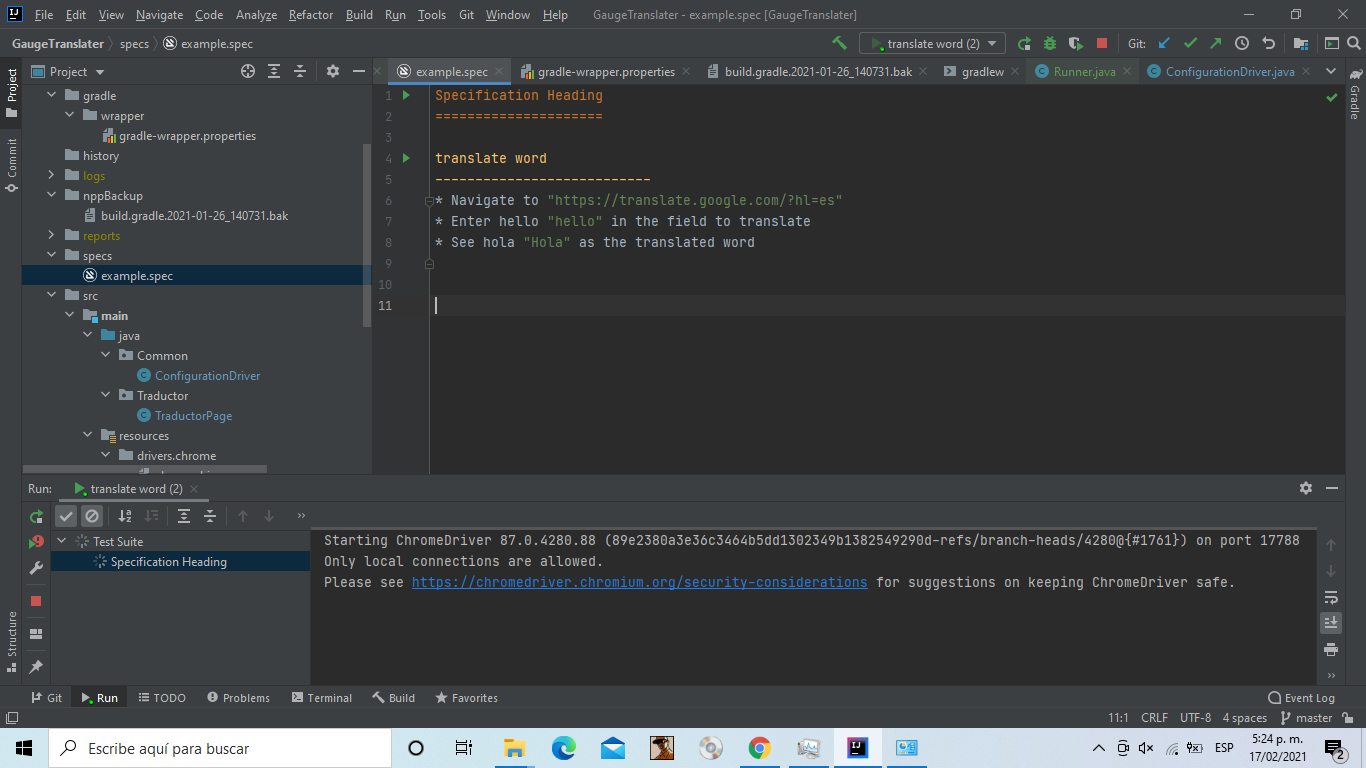 File Edit View Navigate Code Analyze Refactor Build Run Tools Git Window Help GaugeTranslater - example.spec [GaugeTranslater]
GaugeTranslater specs example.spec translate word (2) Git:
Project example.spec gradle-wrapper.properties build.gradle.2021-01-26_140731.bak gradlew Runner.java ConfigurationDriver.java
Project
Commit
Structure
Gradle
gradle
wrapper
gradle-wrapper.properties
history
logs
nppBackup
build.gradle.2021-01-26_140731.bak
reports
specs
example.spec
src
main
java
Common
ConfigurationDriver
Traductor
TraductorPage
resources
drivers.chrome
1 Specification Heading
2 =====================
3
4 translate word
5 ---------------------------
6 * Navigate to "https://translate.google.com/?hl=es"
7 * Enter hello "hello" in the field to translate
8 * See hola "Hola" as the translated word
9
10
11
Run: translate word (2)
Test Suite
Specification Heading
Starting ChromeDriver 87.0.4280.88 (89e2380a3e36c3464b5dd1302349b1382549290d-refs/branch-heads/4280@{#1761}) on port 17788
Only local connections are allowed.
Please see https://chromedriver.chromium.org/security-considerations for suggestions on keeping ChromeDriver safe.
Git Run TODO Problems Terminal Build Favorites Event Log
11:1 CRLF UTF-8 4 spaces master
Escribe aquí para buscar
ESP
5:24 p. m.
17/02/2021
2